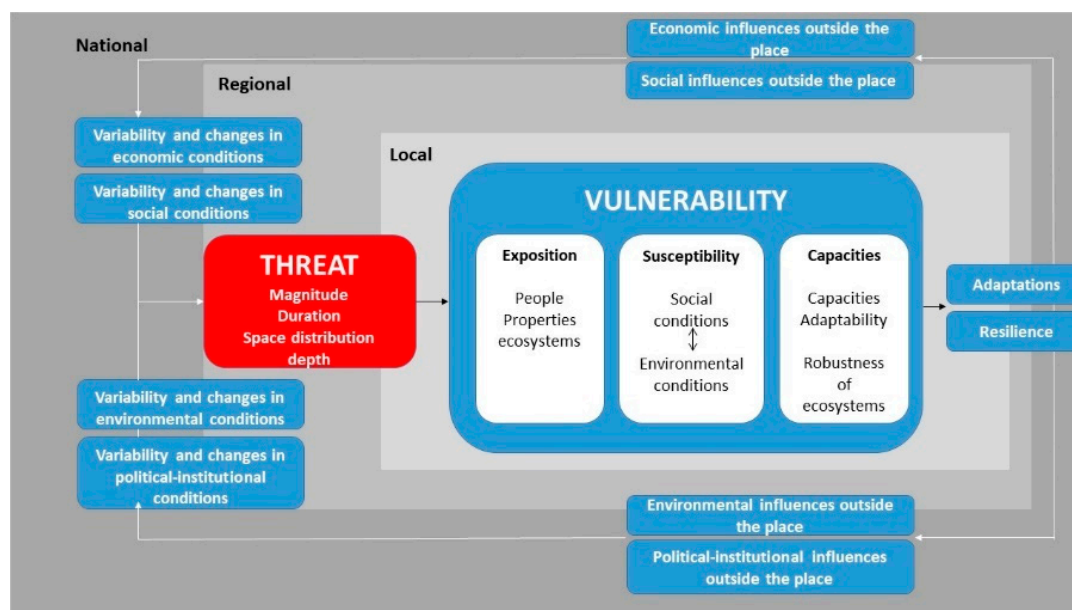 National
Economic influences outside the
place
Social influences outside the place
Regional
Variability and changes in
economic conditions
Variability and changes in
social conditions
Local
VULNERABILITY
Exposition
People
Properties
ecosystems
Susceptibility
Social
conditions
Environmental
conditions
Capacities
Capacities
Adaptability
Robustness
of
ecosystems
THREAT
Magnitude
Duration
Space distribution
depth
Adaptations
Resilience
Variability and changes in
environmental conditions
Variability and changes in
political-institutional
conditions
Environmental influences outside
the place
Political-institutional influences
outside the place